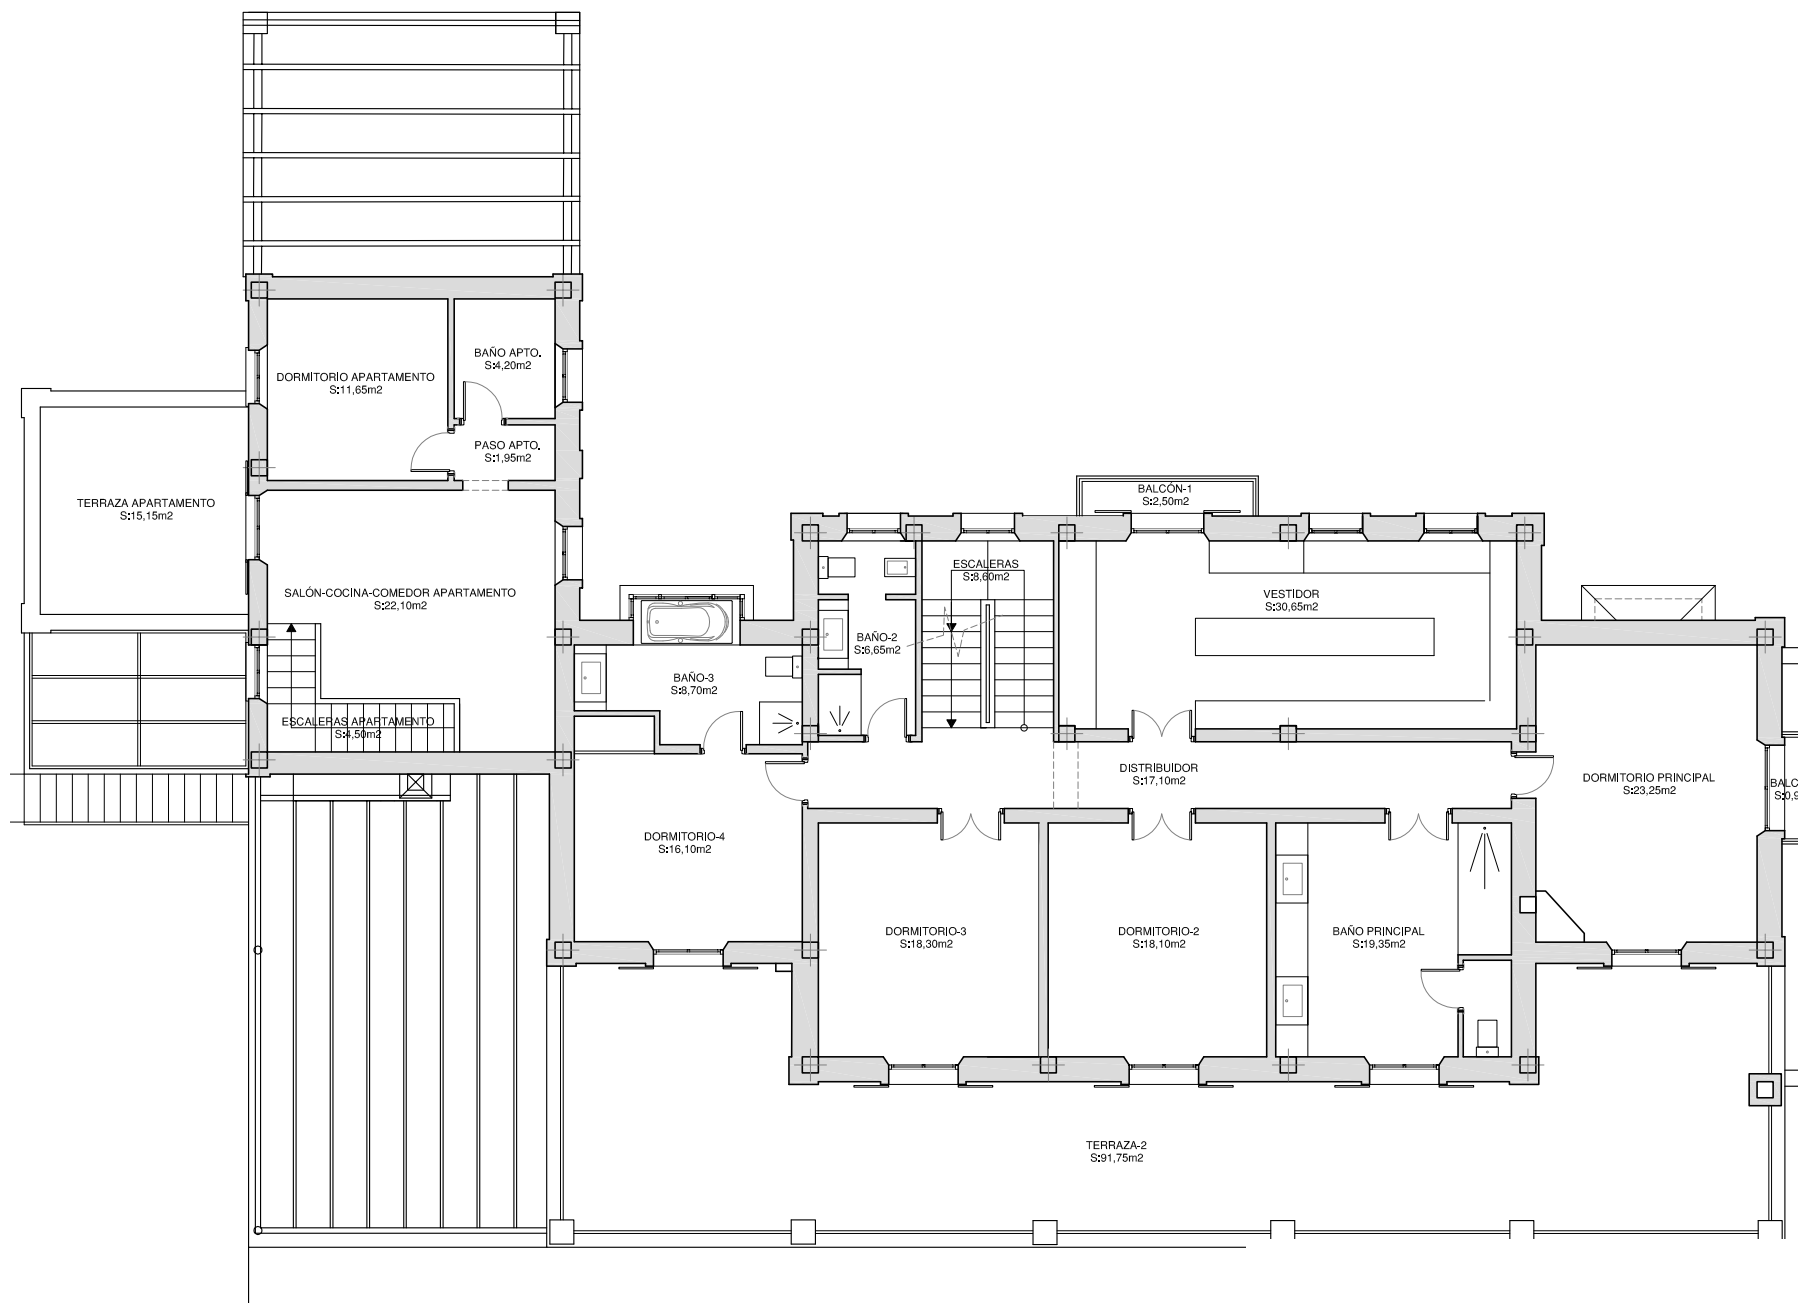 BAÑO APTO.
S:4,20m2
DORMITORIO APARTAMENTO
S:11,65m2
PASO APTO.
S:1,95m2
TERRAZA APARTAMENTO
S:15,15m2
BALCÓN-1
S:2,50m2
ESCALERAS
S:8,60m2
SALÓN-COCINA-COMEDOR APARTAMENTO
S:22,10m2
VESTIDOR
S:30,65m2
BAÑO-2
S:6,65m2
BAÑO-3
S:8,70m2
ESCALERAS APARTAMENTO
S:4,50m2
DISTRIBUIDOR
S:17,10m2
DORMITORIO PRINCIPAL
S:23,25m2
BALC
S:0,9
DORMITORIO-4
S:16,10m2
DORMITORIO-3
S:18,30m2
DORMITORIO-2
S:18,10m2
BAÑO PRINCIPAL
S:19,35m2
TERRAZA-2
S:91,75m2